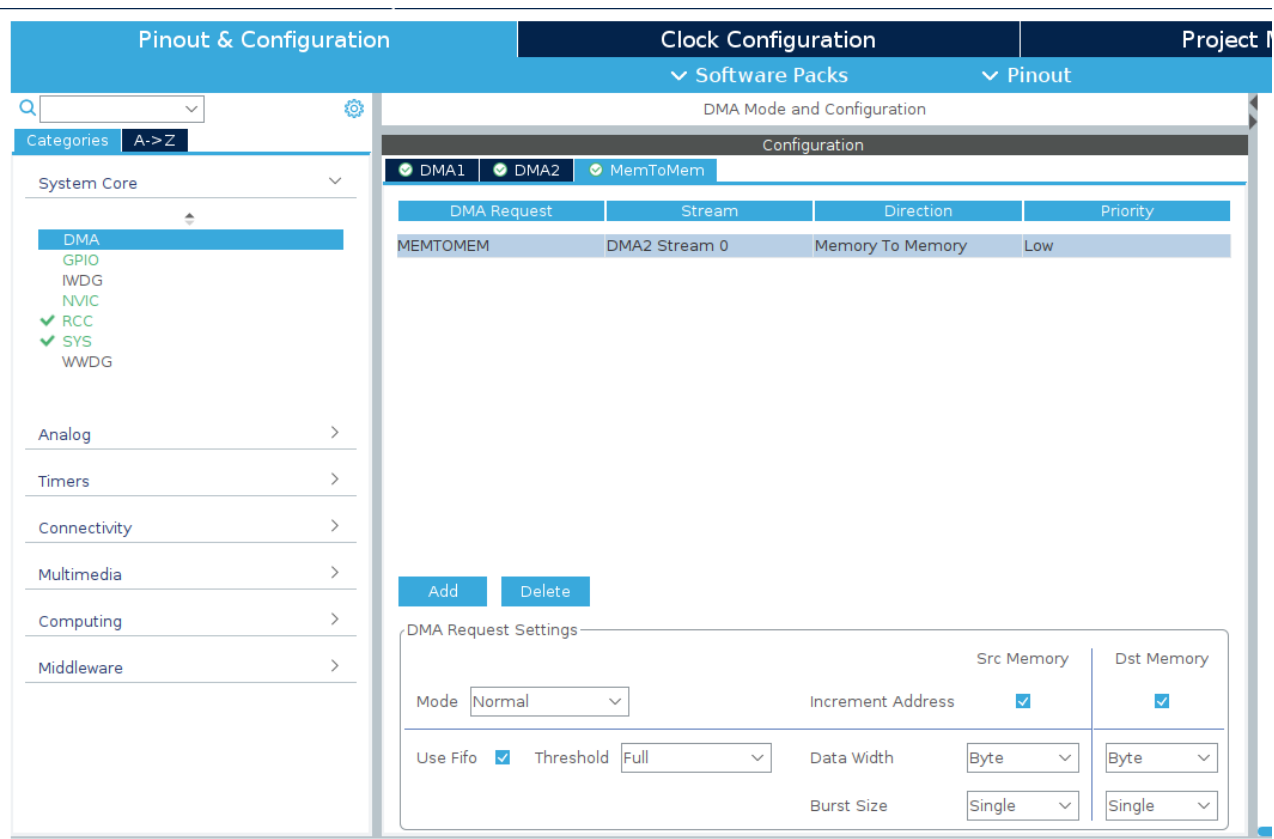 Pinout & Configuration
Clock Configuration
Project
Software Packs
Pinout
DMA Mode and Configuration
Categories
A->Z
Configuration
DMA1
DMA2
MemToMem
System Core
DMA
GPIO
IWDG
NVIC
RCC
SYS
WWDG
Analog
Timers
Connectivity
Multimedia
Computing
Middleware
DMA Request Stream Direction Priority
MEMTOMEM DMA2 Stream 0 Memory To Memory Low
Add Delete
DMA Request Settings
Src Memory Dst Memory
Mode Normal Increment Address
Use Fifo Threshold Full Data Width Byte Byte
Burst Size Single Single